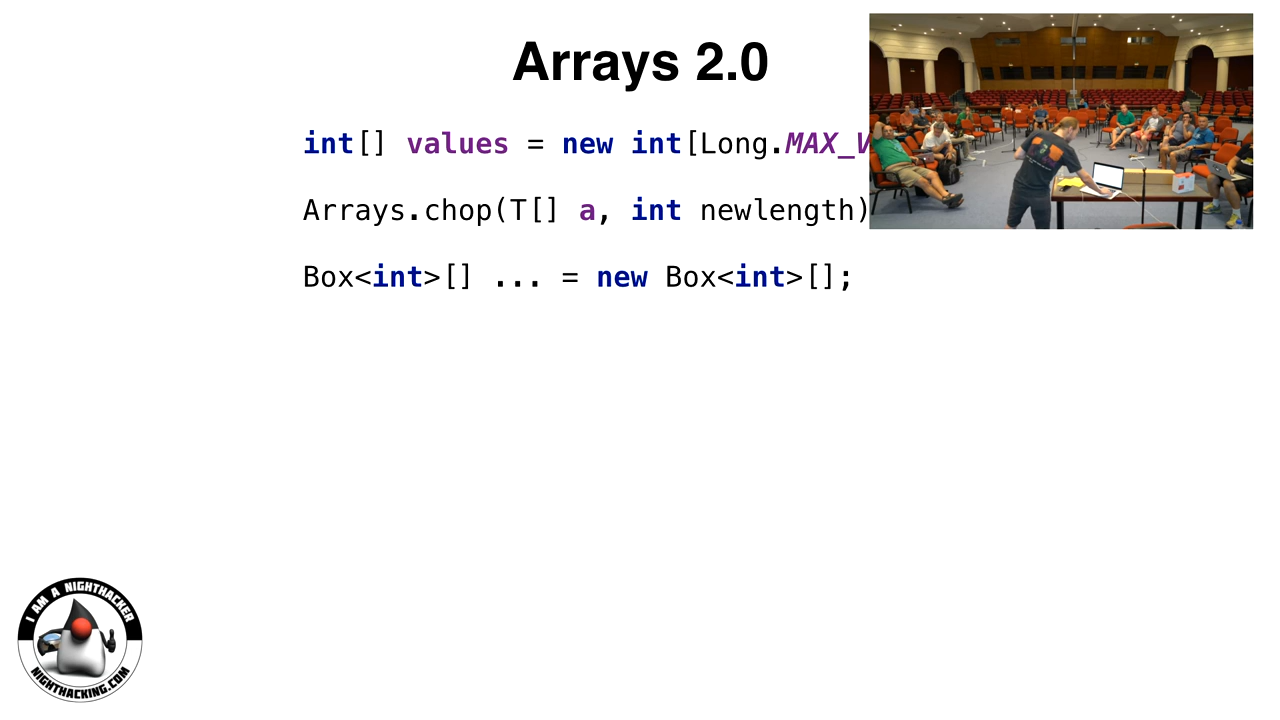 Arrays 2.0
int[] values = new int[Long.MAX_V
Arrays.chop(T[] a, int newlength)
Box<int>[] ... = new Box<int>[];
I AM A NIGHTHACKER
NIGHTHACKING.COM